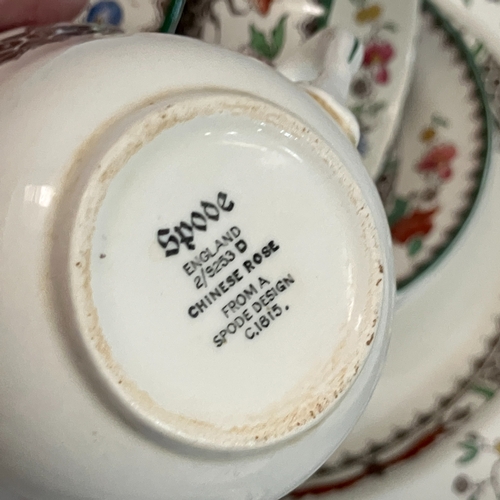 Spode
ENGLAND
2/9253 D
CHINESE ROSE
FROM A
SPODE DESIGN
C.1815.